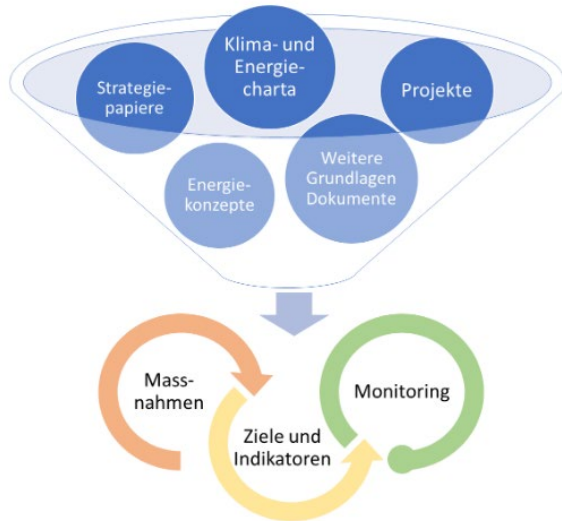 Klima- und
Energie-
charta
Strategie-
papiere
Projekte
Energie-
konzepte
Weitere
Grundlagen
Dokumente
Mass-
nahmen
Ziele und
Indikatoren
Monitoring